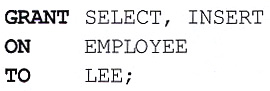 GRANT SELECT, INSERT
ON EMPLOYEE
TO LEE;